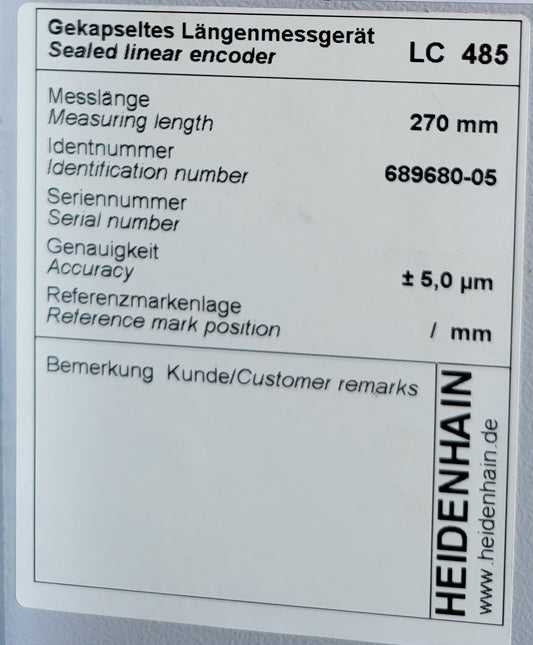 Gekapseltes Längenmessgerät
Sealed linear encoder
LC 485
Messlänge
Measuring length
270 mm
Identnummer
Identification number
689680-05
Seriennummer
Serial number
Genauigkeit
Accuracy
± 5,0 µm
Referenzmarkenlage
Reference mark position
/ mm
Bemerkung Kunde/Customer remarks
HEIDENHAIN
www.heidenhain.de